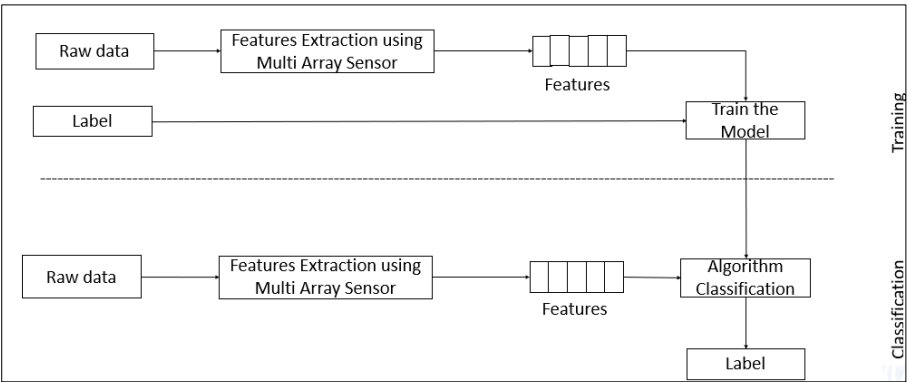 Raw data
Features Extraction using
Multi Array Sensor
Features
Label
Train the
Model
Training
Raw data
Features Extraction using
Multi Array Sensor
Features
Algorithm
Classification
Label
Classification